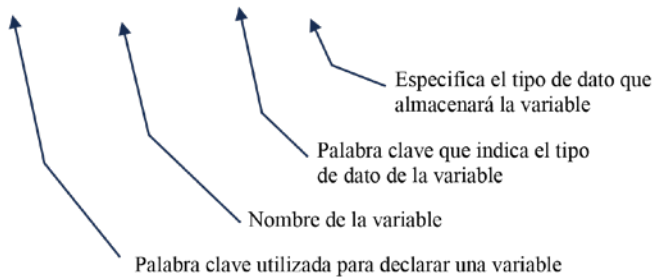 Especifica el tipo de dato que
almacenará la variable
Palabra clave que indica el tipo
de dato de la variable
Nombre de la variable
Palabra clave utilizada para declarar una variable